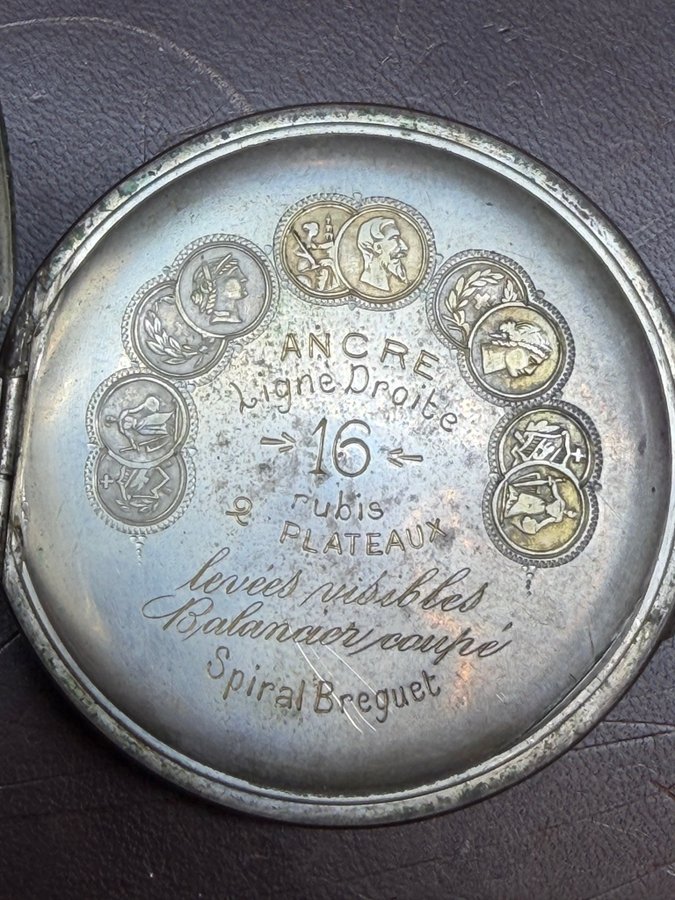 ANCRE
Ligne Droite
16
rubis
2 PLATEAUX
levées visibles
Balancier coupé
Spiral Breguet